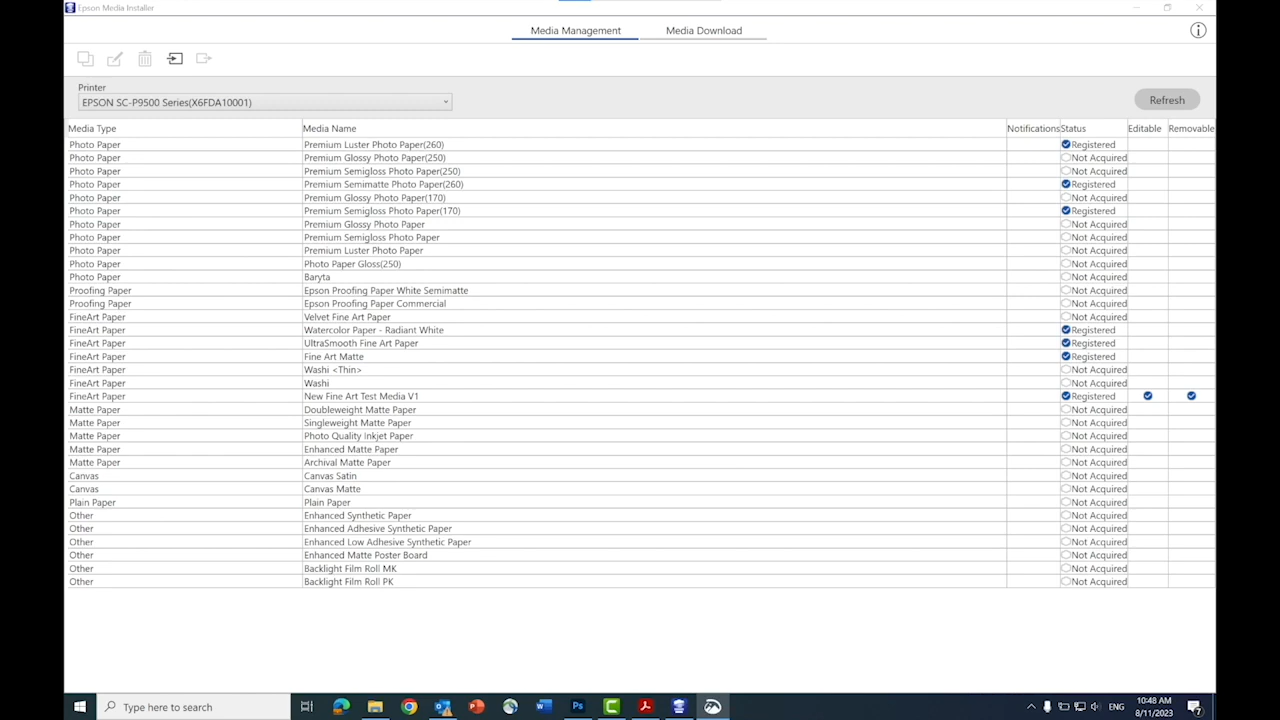 Epson Media Installer
Media Management Media Download
Printer
EPSON SC-P9500 Series(X6FDA10001)
Refresh
Media Type Media Name Notifications Status Editable Removable
Photo Paper Premium Luster Photo Paper(260) Registered
Photo Paper Premium Glossy Photo Paper(250) Not Acquired
Photo Paper Premium Semigloss Photo Paper(250) Not Acquired
Photo Paper Premium Semimatte Photo Paper(260) Registered
Photo Paper Premium Glossy Photo Paper(170) Not Acquired
Photo Paper Premium Semigloss Photo Paper(170) Registered
Photo Paper Premium Glossy Photo Paper Not Acquired
Photo Paper Premium Semigloss Photo Paper Not Acquired
Photo Paper Premium Luster Photo Paper Not Acquired
Photo Paper Photo Paper Gloss(250) Not Acquired
Photo Paper Baryta Not Acquired
Proofing Paper Epson Proofing Paper White Semimatte Not Acquired
Proofing Paper Epson Proofing Paper Commercial Not Acquired
FineArt Paper Velvet Fine Art Paper Not Acquired
FineArt Paper Watercolor Paper - Radiant White Registered
FineArt Paper UltraSmooth Fine Art Paper Registered
FineArt Paper Fine Art Matte Registered
FineArt Paper Washi <Thin> Not Acquired
FineArt Paper Washi Not Acquired
FineArt Paper New Fine Art Test Media V1 Registered
Matte Paper Doubleweight Matte Paper Not Acquired
Matte Paper Singleweight Matte Paper Not Acquired
Matte Paper Photo Quality Inkjet Paper Not Acquired
Matte Paper Enhanced Matte Paper Not Acquired
Matte Paper Archival Matte Paper Not Acquired
Canvas Canvas Satin Not Acquired
Canvas Canvas Matte Not Acquired
Plain Paper Plain Paper Not Acquired
Other Enhanced Synthetic Paper Not Acquired
Other Enhanced Adhesive Synthetic Paper Not Acquired
Other Enhanced Low Adhesive Synthetic Paper Not Acquired
Other Enhanced Matte Poster Board Not Acquired
Other Backlight Film Roll MK Not Acquired
Other Backlight Film Roll PK Not Acquired
Type here to search
Ps
ENG
10:48 AM
8/11/2023